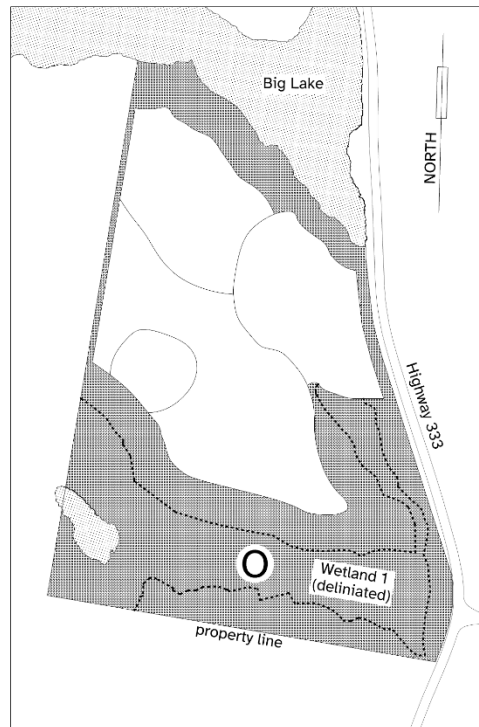 Big Lake
NORTH
Highway 333
O
Wetland 1
(deliniated)
property line